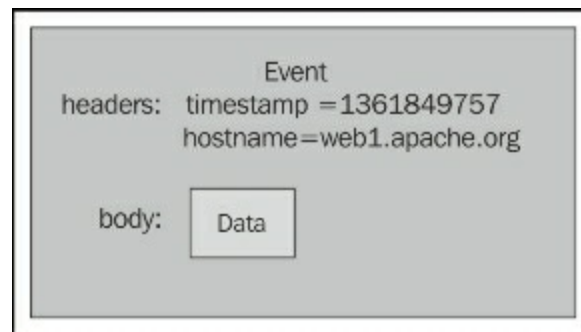 Event
headers: timestamp =1361849757
hostname=web1.apache.org
body: Data